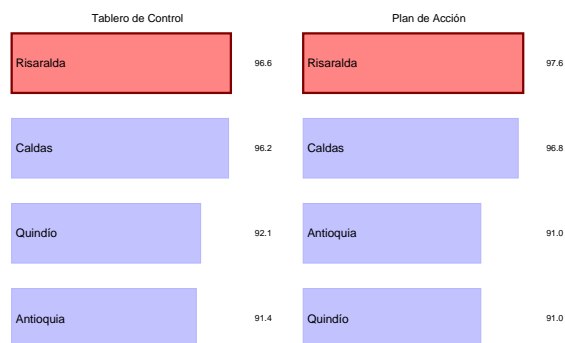 Tablero de Control
Risaralda 96.6
Caldas 96.2
Quindío 92.1
Antioquia 91.4
Plan de Acción
Risaralda 97.6
Caldas 96.8
Antioquia 91.0
Quindío 91.0